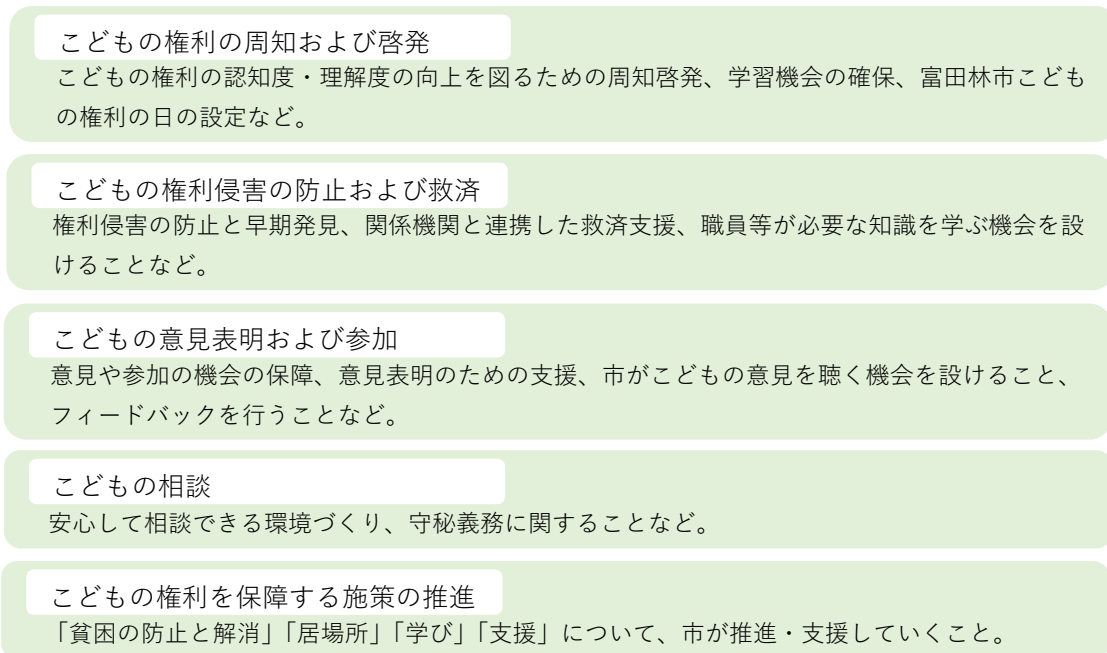 こどもの権利の周知および啓発
こどもの権利の認知度・理解度の向上を図るための周知啓発、学習機会の確保、富田林市こども
の権利の日の設定など。
こどもの権利侵害の防止および救済
権利侵害の防止と早期発見、関係機関と連携した救済支援、職員等が必要な知識を学ぶ機会を設
けることなど。
こどもの意見表明および参加
意見や参加の機会の保障、意見表明のための支援、市がこどもの意見を聴く機会を設けること、
フィードバックを行うことなど。
こどもの相談
安心して相談できる環境づくり、守秘義務に関することなど。
こどもの権利を保障する施策の推進
「貧困の防止と解消」「居場所」「学び」「支援」について、市が推進・支援していくこと。